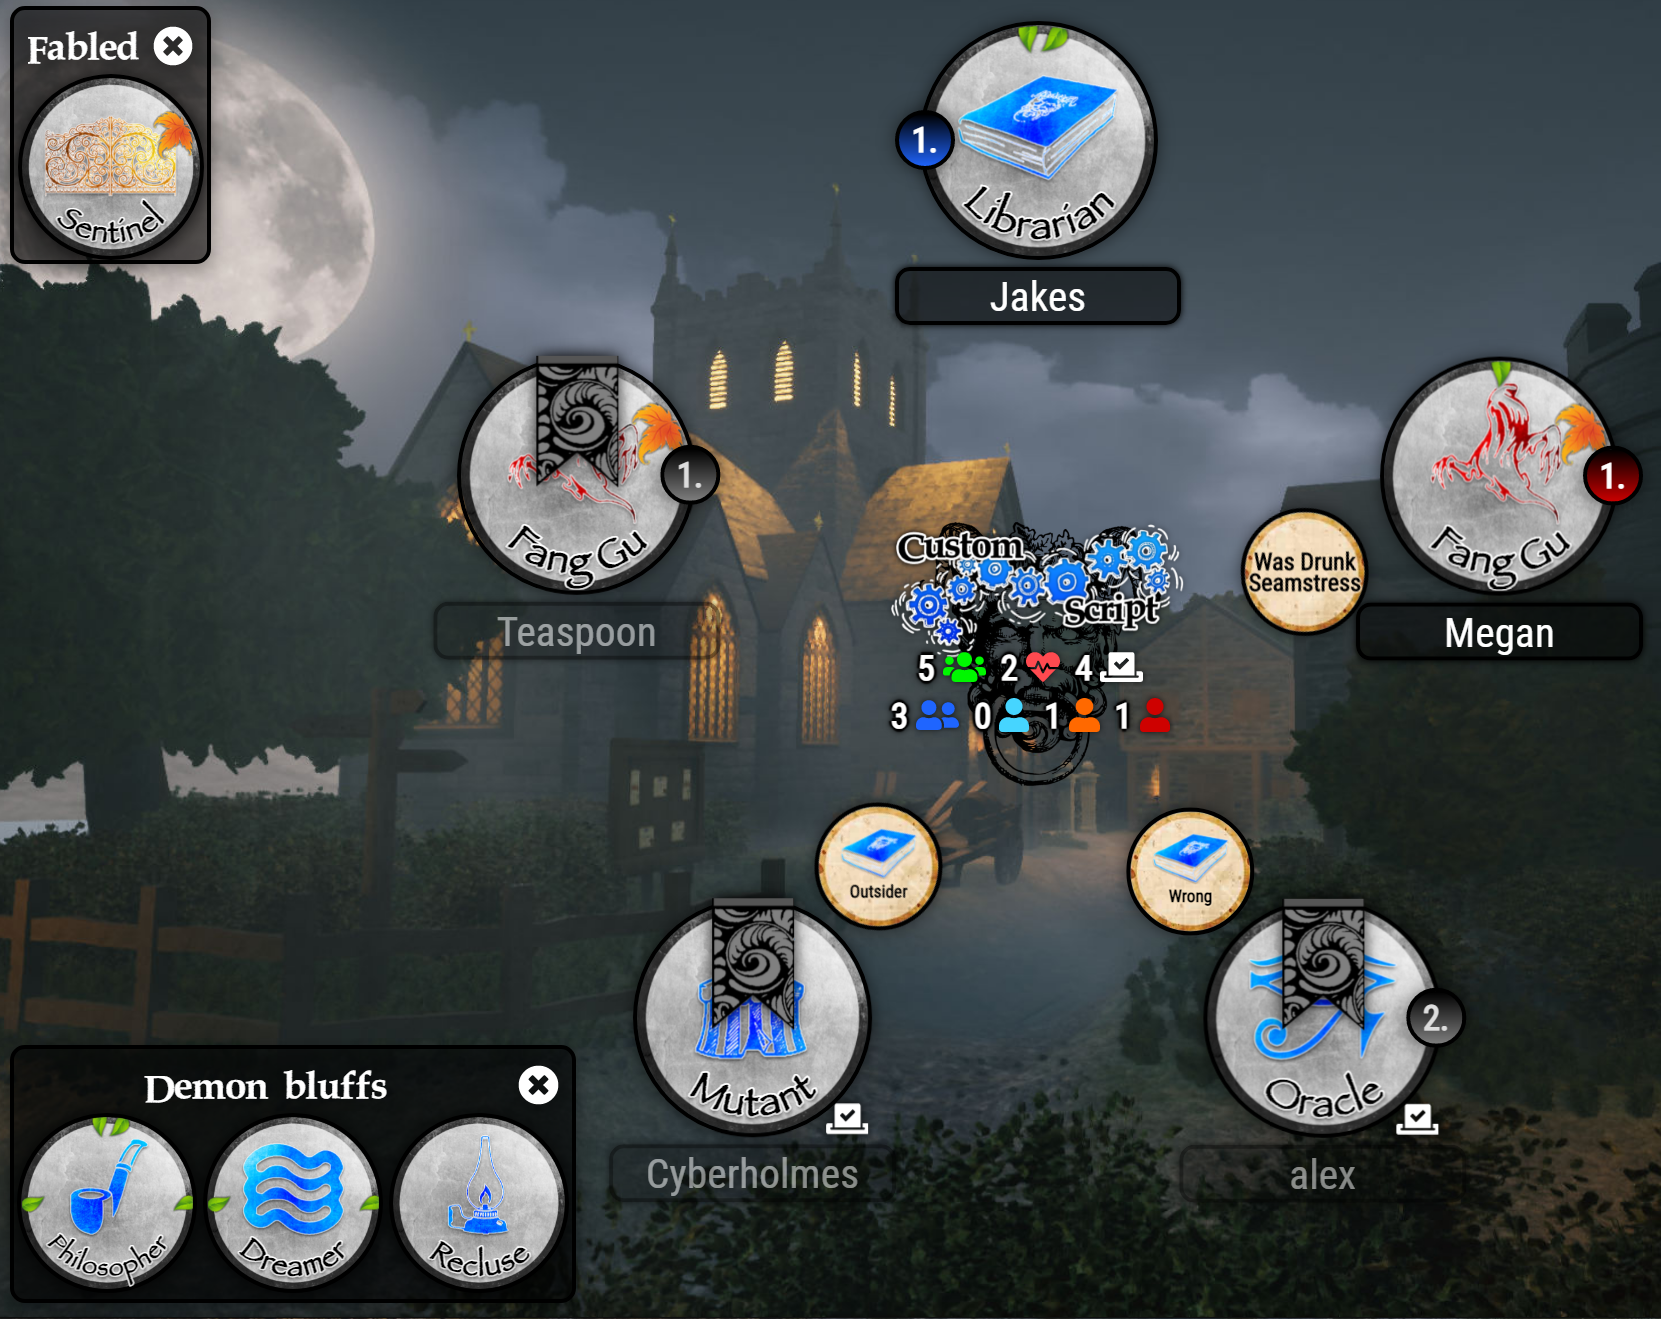 Fabled
Sentinel
1.
Librarian
Jakes
1.
Fang Gu
Teaspoon
1.
Fang Gu
Was Drunk
Seamstress
Megan
Custom
Script
5 2 4
3 0 1 1
Outsider
Wrong
Mutant
Cyberholmes
2.
Oracle
alex
Demon bluffs
Philosopher
Dreamer
Recluse